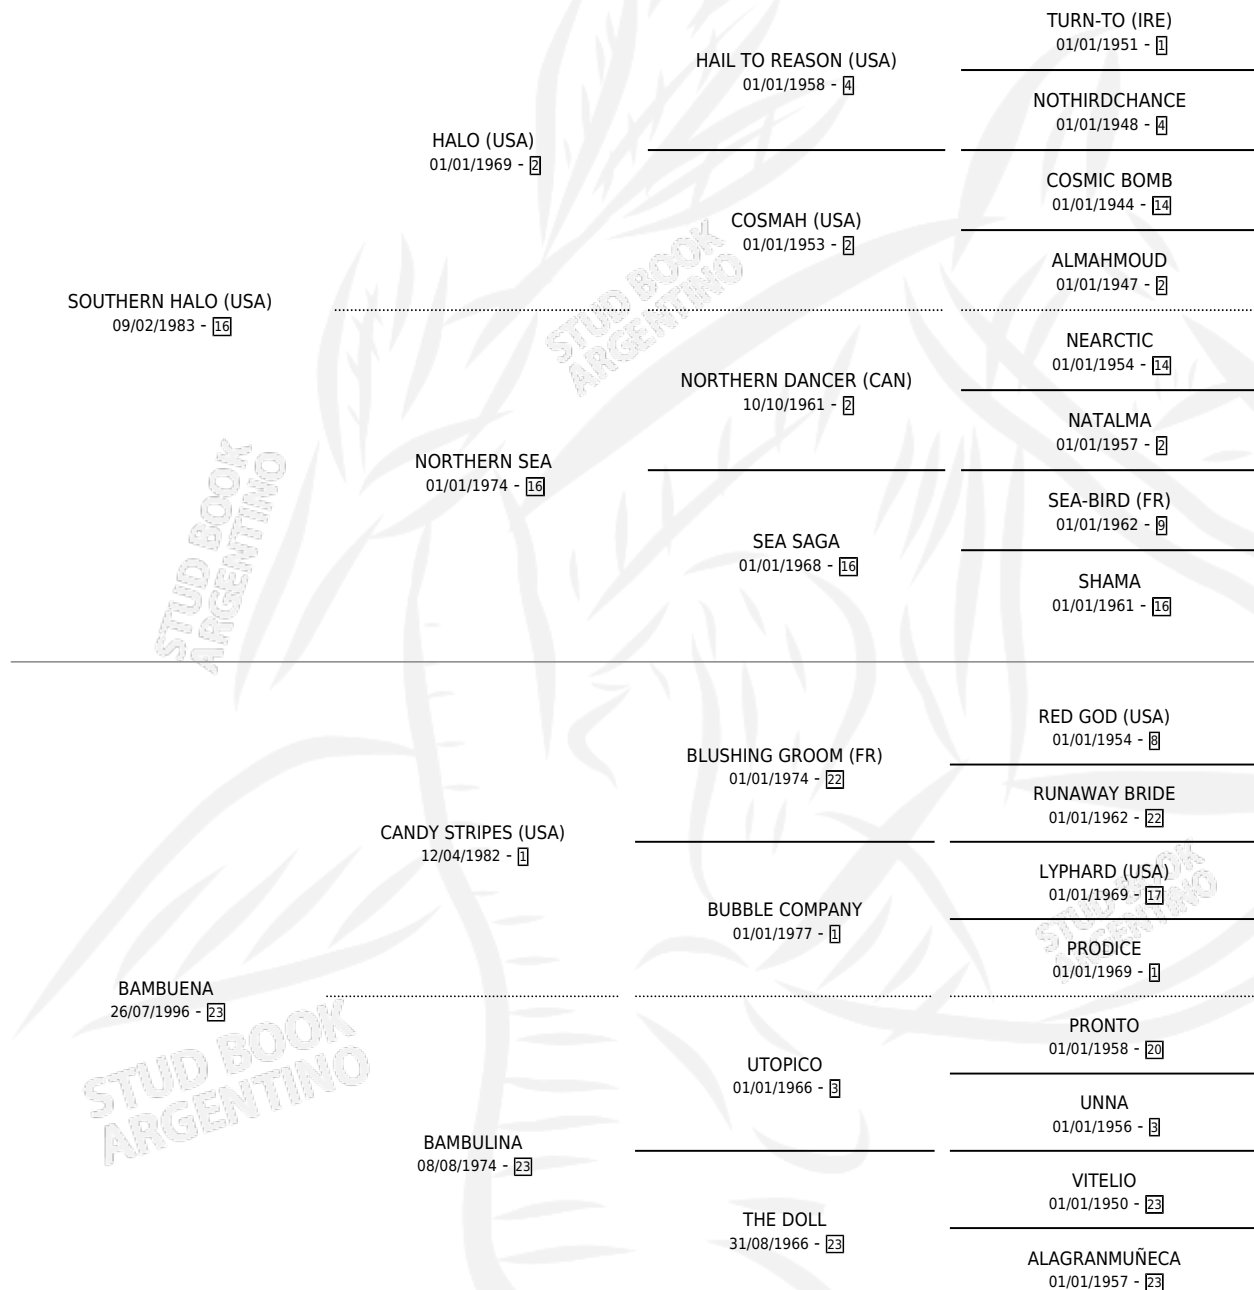 TURN-TO (IRE)
01/01/1951 - 1
HAIL TO REASON (USA)
01/01/1958 - 4
NOTHIRDCHANCE
01/01/1948 - 4
HALO (USA)
01/01/1969 - 2
COSMIC BOMB
01/01/1944 - 14
COSMAH (USA)
01/01/1953 - 2
ALMAHMOUD
01/01/1947 - 2
SOUTHERN HALO (USA)
09/02/1983 - 16
NEARCTIC
01/01/1954 - 14
NORTHERN DANCER (CAN)
10/10/1961 - 2
NATALMA
01/01/1957 - 2
NORTHERN SEA
01/01/1974 - 16
SEA-BIRD (FR)
01/01/1962 - 9
SEA SAGA
01/01/1968 - 16
SHAMA
01/01/1961 - 16
RED GOD (USA)
01/01/1954 - 8
BLUSHING GROOM (FR)
01/01/1974 - 22
RUNAWAY BRIDE
01/01/1962 - 22
CANDY STRIPES (USA)
12/04/1982 - 1
LYPHARD (USA)
01/01/1969 - 17
BUBBLE COMPANY
01/01/1977 - 1
PRODICE
01/01/1969 - 1
BAMBUENA
26/07/1996 - 23
PRONTO
01/01/1958 - 20
UTOPICO
01/01/1966 - 3
UNNA
01/01/1956 - 3
BAMBULINA
08/08/1974 - 23
VITELIO
01/01/1950 - 23
THE DOLL
31/08/1966 - 23
ALAGRANMUÑECA
01/01/1957 - 23
STUD BOOK
ARGENTINO
STUD BOOK
ARGENTINO
STUD BOOK
ARGENTINO
STUD BOOK
ARGENTINO